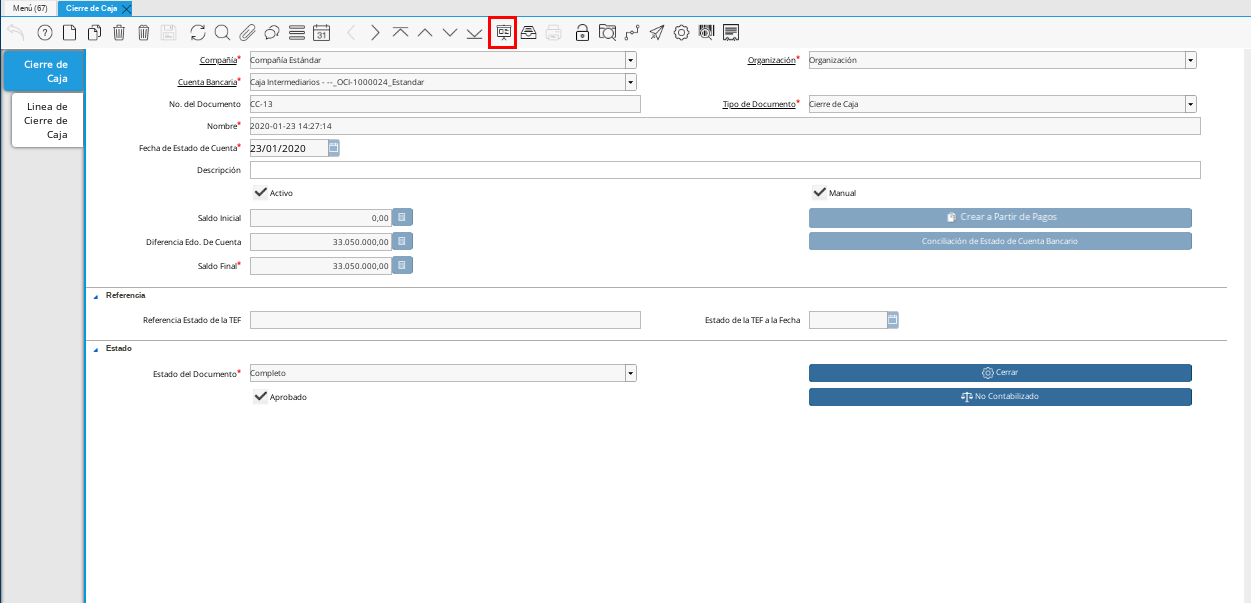 Menú (67) Cierre de Caja
31
Cierre de
Caja
Linea de
Cierre de
Caja
Compañía* Compañía Estándar Organización* Organización
Cuenta Bancaria* Caja Intermediarios - --_OCI-1000024_Estandar
No. del Documento CC-13 Tipo de Documento* Cierre de Caja
Nombre* 2020-01-23 14:27:14
Fecha de Estado de Cuenta* 23/01/2020
Descripción
Activo Manual
Saldo Inicial 0,00 Crear a Partir de Pagos
Diferencia Edo. De Cuenta 33.050.000,00 Conciliación de Estado de Cuenta Bancario
Saldo Final* 33.050.000,00
Referencia
Referencia Estado de la TEF Estado de la TEF a la Fecha
Estado
Estado del Documento* Completo Cerrar
Aprobado No Contabilizado